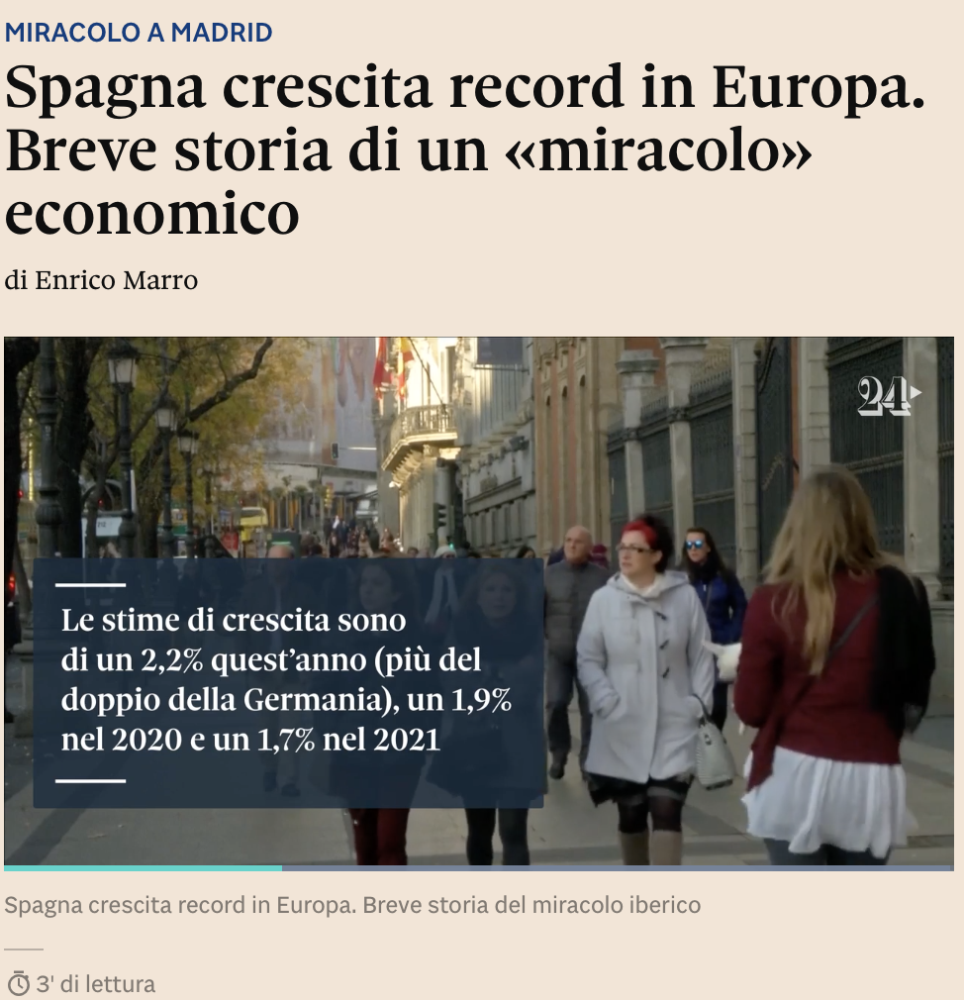 MIRACOLO A MADRID
Spagna crescita record in Europa.
Breve storia di un «miracolo»
economico
di Enrico Marro
24
Le stime di crescita sono
di un 2,2% quest’anno (più del
doppio della Germania), un 1,9%
nel 2020 e un 1,7% nel 2021
Spagna crescita record in Europa. Breve storia del miracolo iberico
3' di lettura